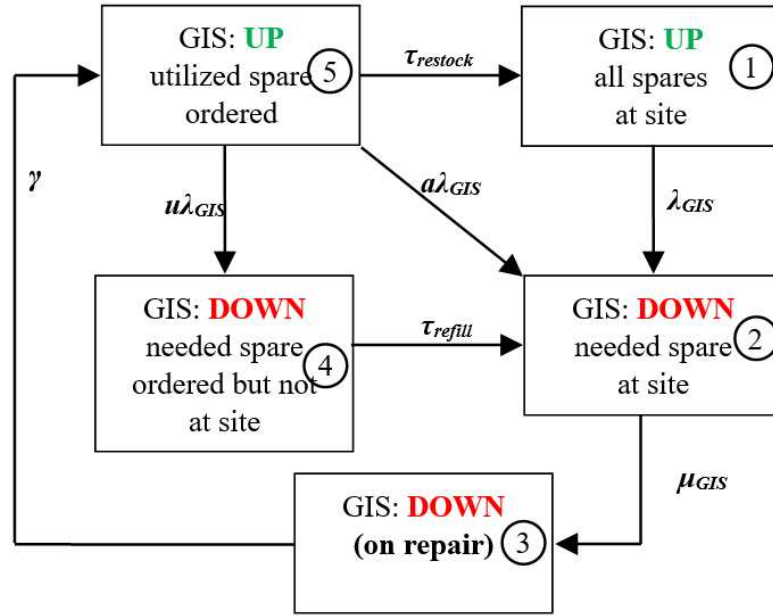 GIS: UP
utilized spare
ordered
5
τrestock
GIS: UP
all spares
at site
1
γ
uλGIS
aλGIS
λGIS
GIS: DOWN
needed spare
ordered but not
at site
4
τrefill
GIS: DOWN
needed spare
at site
2
μGIS
GIS: DOWN
(on repair)
3